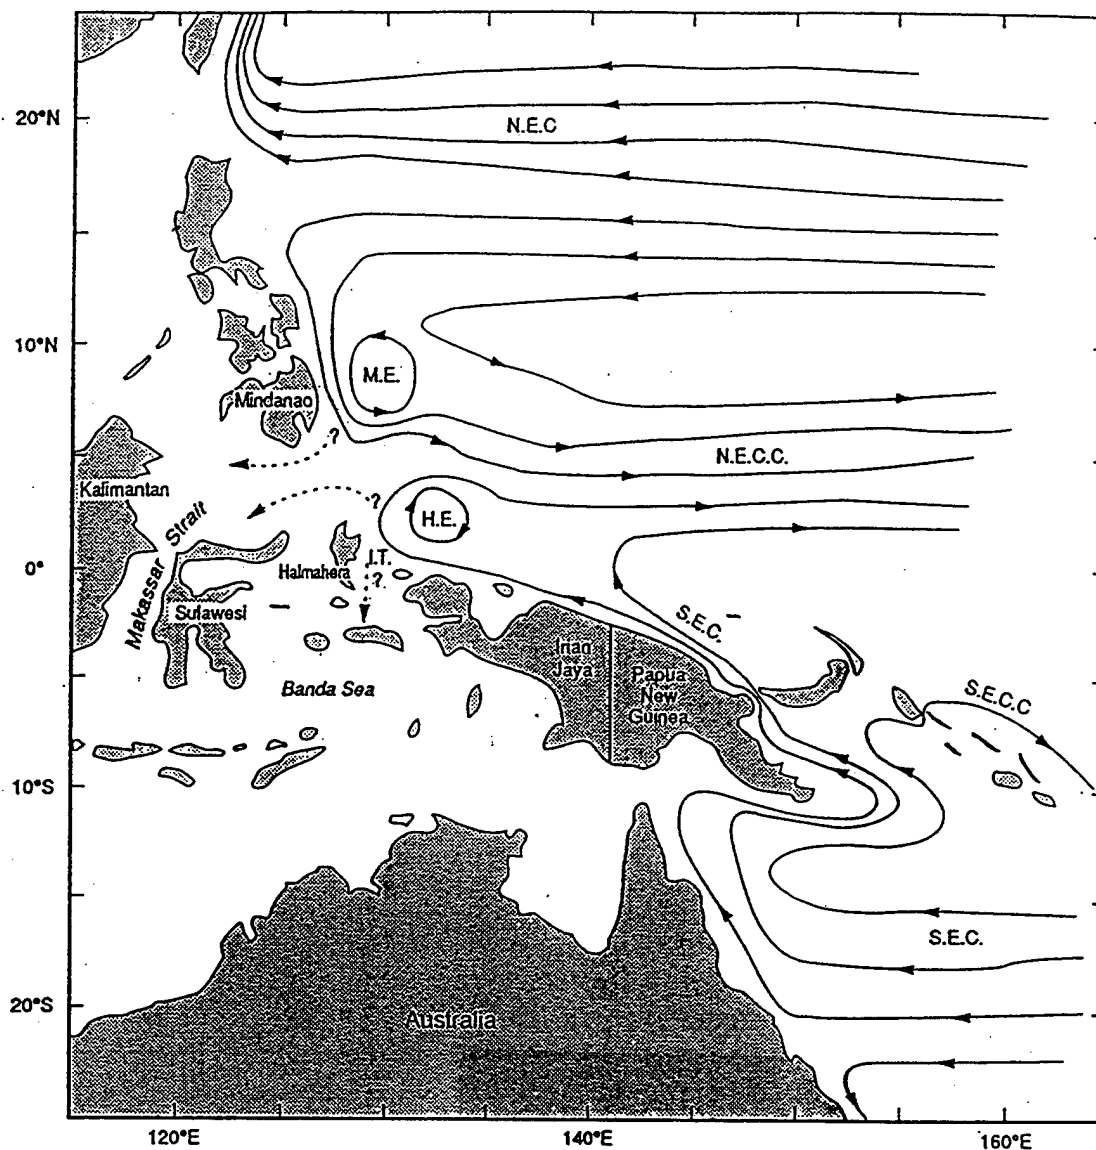 20°N
N.E.C
10°N
M.E.
Mindanao
?
N.E.C.C.
Kalimantan
?
H.E.
Makassar Strait
0°
Halmahera
I.T.
?
Sulawesi
S.E.C.
Irian
Jaya
Papua
New
Guinea
Banda Sea
S.E.C.C
10°S
S.E.C.
20°S
Australia
120°E
140°E
160°E